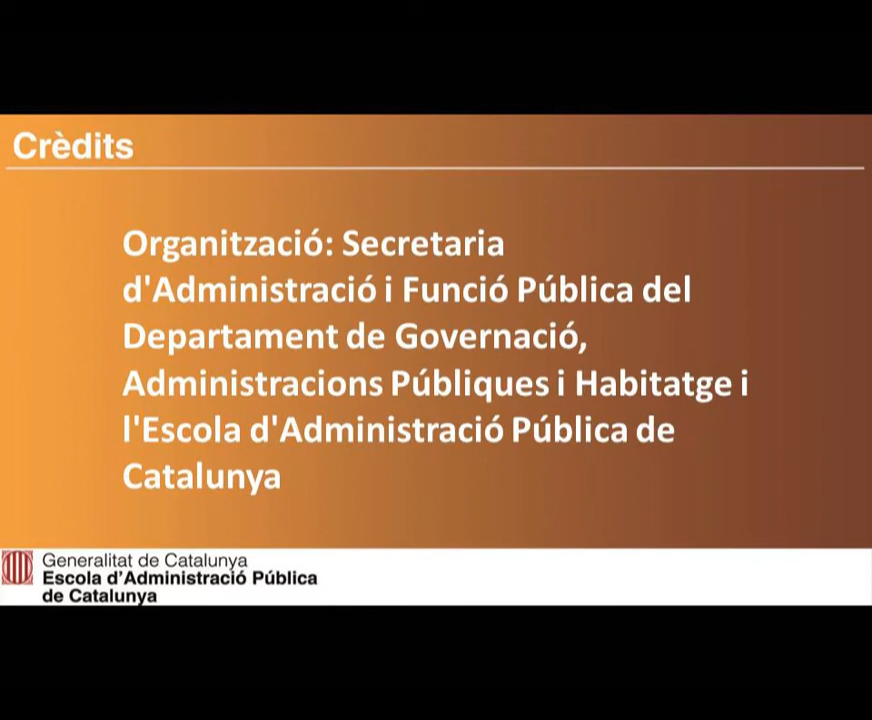 Crèdits
Organització: Secretaria
d'Administració i Funció Pública del
Departament de Governació,
Administracions Públiques i Habitatge i
l'Escola d'Administració Pública de
Catalunya
Generalitat de Catalunya
Escola d'Administració Pública
de Catalunya